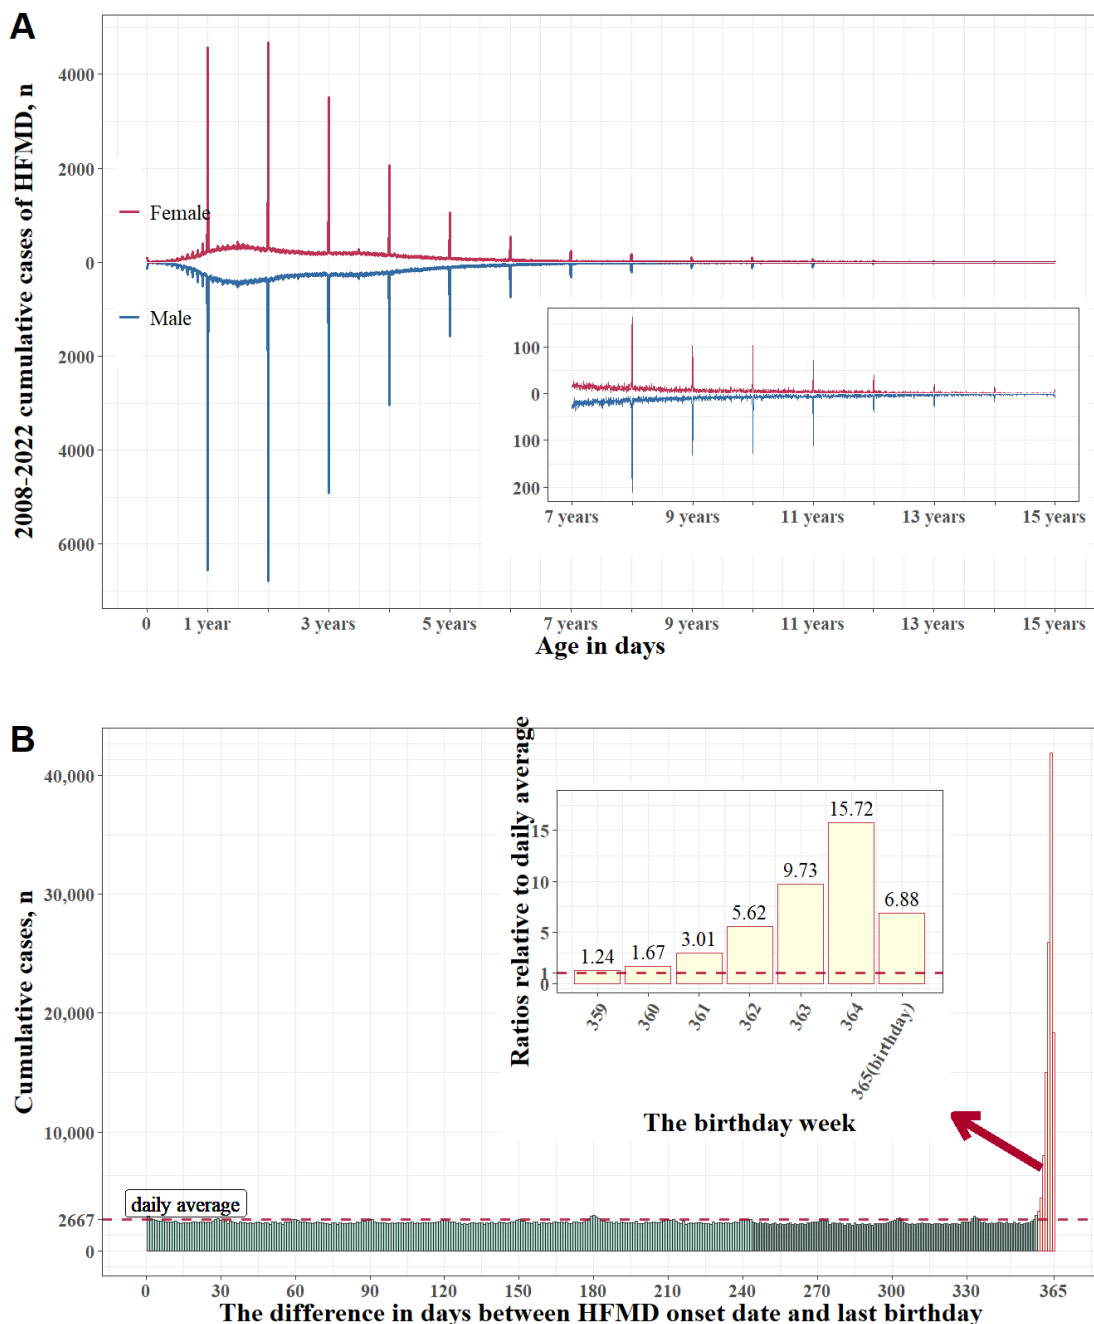 A
2008-2022 cumulative cases of HFMD, n
4000
2000
0
2000
4000
6000
Female
Male
100
0
100
200
7 years
9 years
11 years
13 years
15 years
0
1 year
3 years
5 years
7 years
9 years
11 years
13 years
15 years
Age in days
B
Cumulative cases, n
40,000
30,000
20,000
10,000
2667
0
daily average
Ratios relative to daily average
15
10
5
1
0
1.24
1.67
3.01
5.62
9.73
15.72
6.88
359
360
361
362
363
364
365(birthday)
The birthday week
0
30
60
90
120
150
180
210
240
270
300
330
365
The difference in days between HFMD onset date and last birthday